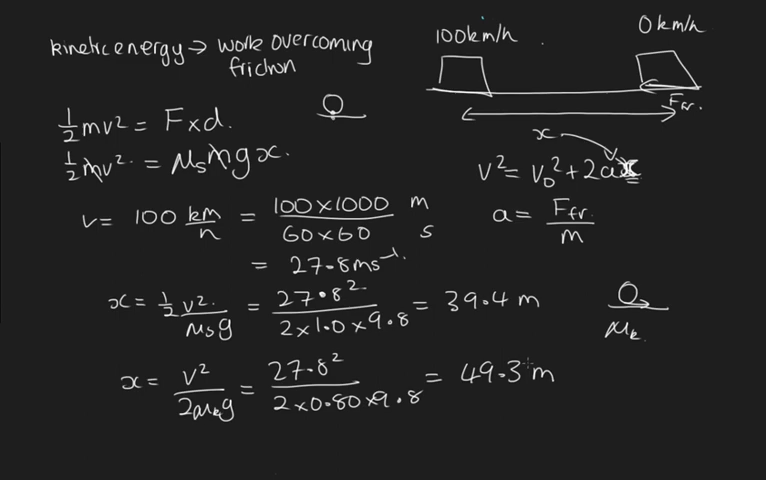 kinetic energy → work overcoming
friction
100km/h
0km/h
Ffr.
x
½mv² = F x d.
½mv² = μsmgx.
v² = v₀² + 2ax
a = Ffr. / m
v = 100 km/h = 100 x 1000 / 60 x 60 m / s
= 27.8ms⁻¹.
x = ½v² / μsg = 27.8² / 2 x 1.0 x 9.8 = 39.4 m
μk.
x = v² / 2μkg = 27.8² / 2 x 0.80 x 9.8 = 49.3 m